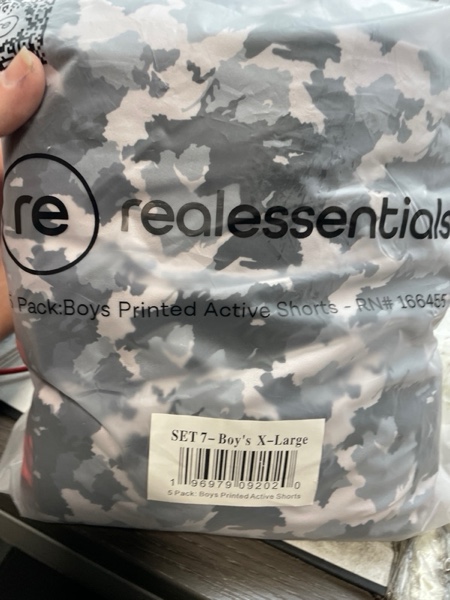 re realessentials
5 Pack:Boys Printed Active Shorts - RN# 166455
SET 7-Boy's X-Large
1 96979 09202 0
5 Pack: Boys Printed Active Shorts